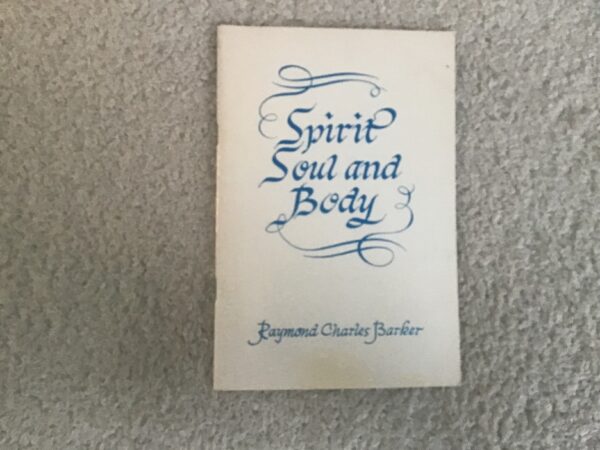 Spirit
Soul and
Body
Raymond Charles Barker